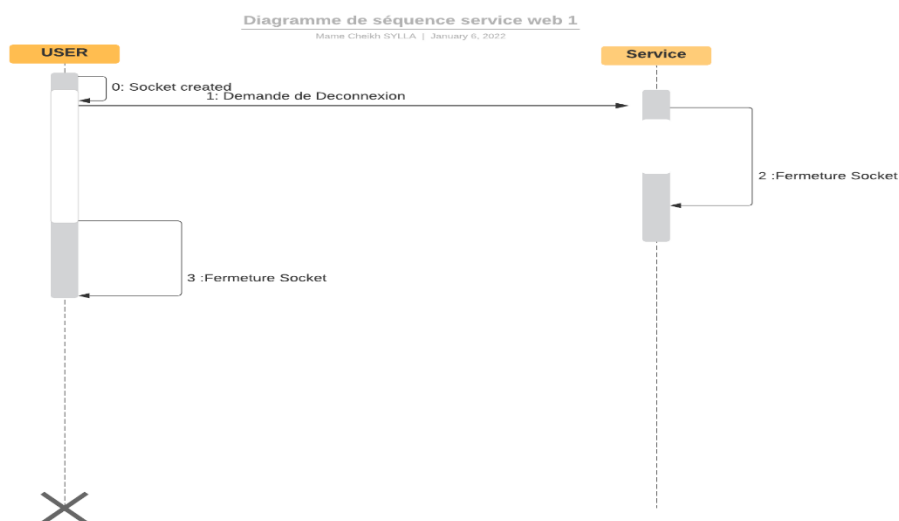 Diagramme de séquence service web 1
Mame Cheikh SYLLA | January 6, 2022
USER
Service
0: Socket created
1: Demande de Deconnexion
2 :Fermeture Socket
3 :Fermeture Socket